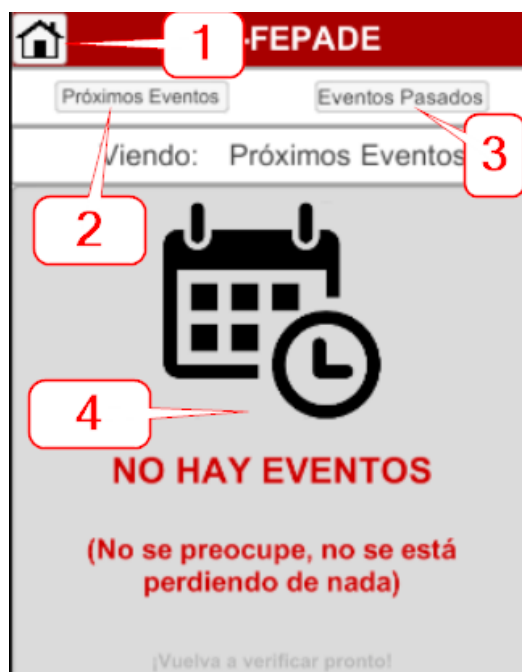 1
-FEPADE
Próximos Eventos
Eventos Pasados
Viendo: Próximos Eventos
3
2
4
NO HAY EVENTOS
(No se preocupe, no se está
perdiendo de nada)
¡Vuelva a verificar pronto!